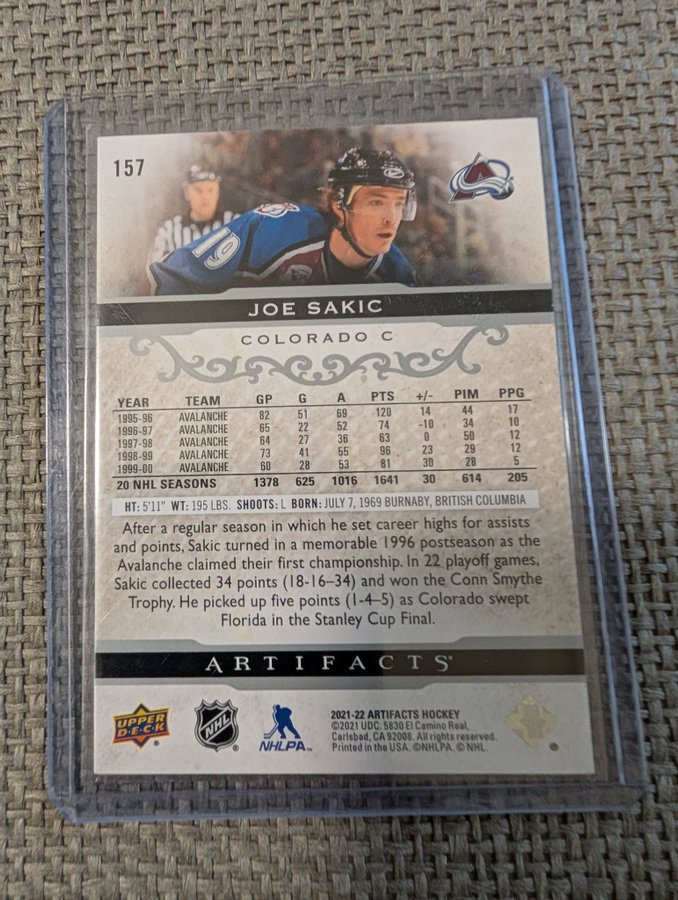 157
19
JOE SAKIC
COLORADO C
YEAR TEAM GP G A PTS +/- PIM PPG
1995-96 AVALANCHE 82 51 69 120 14 44 17
1996-97 AVALANCHE 65 22 52 74 -10 34 10
1997-98 AVALANCHE 64 27 36 63 0 50 12
1998-99 AVALANCHE 73 41 55 96 23 29 12
1999-00 AVALANCHE 60 28 53 81 30 28 5
20 NHL SEASONS 1378 625 1016 1641 30 614 205
HT: 5'11" WT: 195 LBS. SHOOTS: L BORN: JULY 7, 1969 BURNABY, BRITISH COLUMBIA
After a regular season in which he set career highs for assists
and points, Sakic turned in a memorable 1996 postseason as the
Avalanche claimed their first championship. In 22 playoff games,
Sakic collected 34 points (18-16–34) and won the Conn Smythe
Trophy. He picked up five points (1-4–5) as Colorado swept
Florida in the Stanley Cup Final.
ARTIFACTS®
UPPER DECK®
NHL®
NHLPA™
2021-22 ARTIFACTS HOCKEY
©2021 UDC. 5830 El Camino Real,
Carlsbad, CA 92008. All rights reserved.
Printed in the USA. ©NHLPA. © NHL.
®